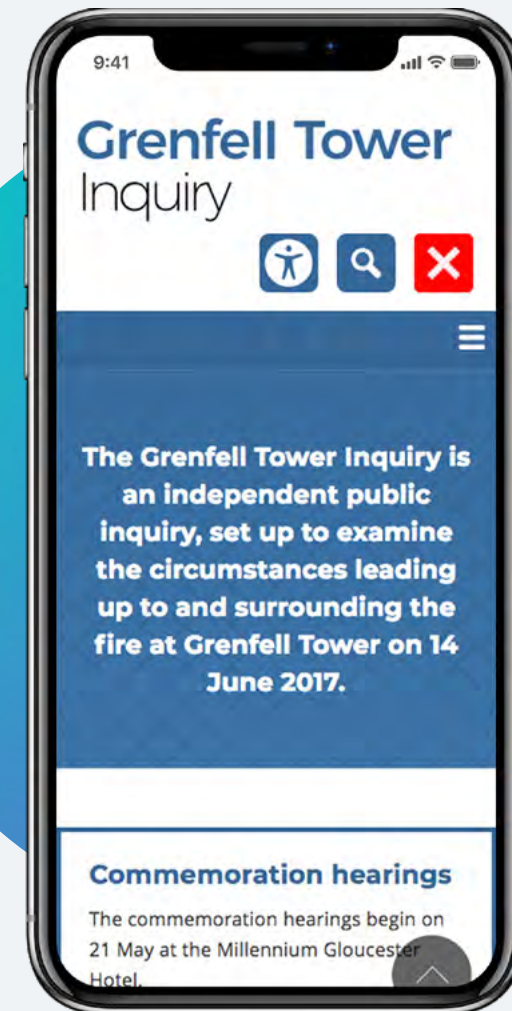 9:41
Grenfell Tower
Inquiry
The Grenfell Tower Inquiry is
an independent public
inquiry, set up to examine
the circumstances leading
up to and surrounding the
fire at Grenfell Tower on 14
June 2017.
Commemoration hearings
The commemoration hearings begin on
21 May at the Millennium Gloucester
Hotel.